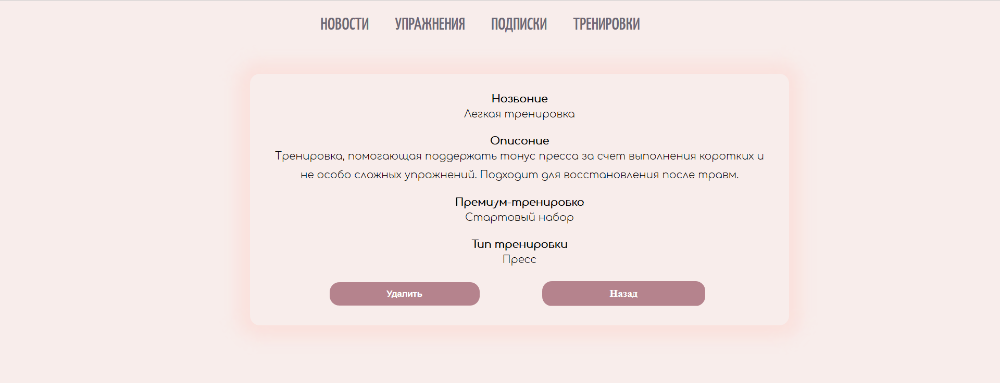 НОВОСТИ УПРАЖНЕНИЯ ПОДПИСКИ ТРЕНИРОВКИ
Название
Легкая тренировка
Описание
Тренировка, помогающая поддержать тонус пресса за счет выполнения коротких и
не особо сложных упражнений. Подходит для восстановления после травм.
Премиум-тренировка
Стартовый набор
Тип тренировки
Пресс
Удалить Назад